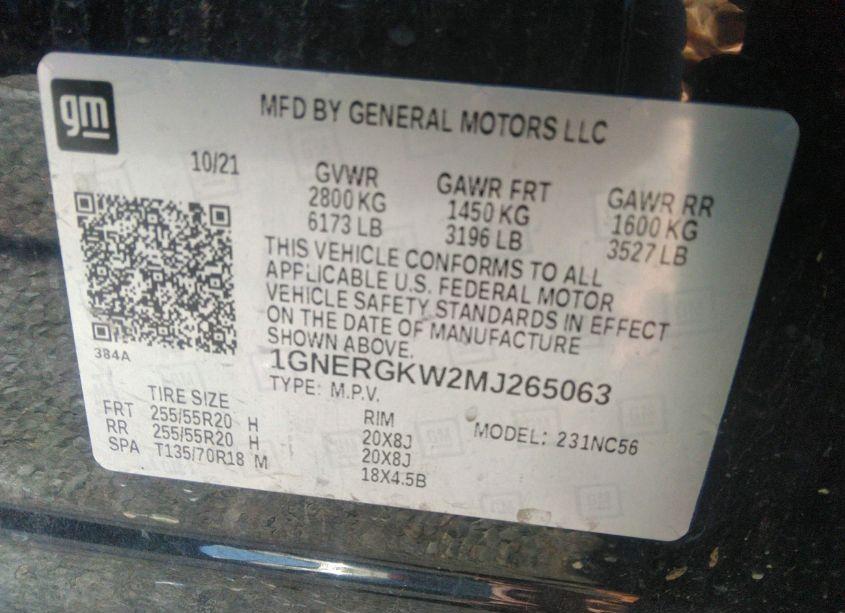 gm
MFD BY GENERAL MOTORS LLC
10/21
GVWR
2800 KG
6173 LB
GAWR FRT
1450 KG
3196 LB
GAWR RR
1600 KG
3527 LB
THIS VEHICLE CONFORMS TO ALL
APPLICABLE U.S. FEDERAL MOTOR
VEHICLE SAFETY STANDARDS IN EFFECT
ON THE DATE OF MANUFACTURE
SHOWN ABOVE.
384A
1GNERGKW2MJ265063
TYPE: M.P.V.
MODEL: 231NC56
TIRE SIZE
RIM
FRT 255/55R20 H 20X8J
RR 255/55R20 H 20X8J
SPA T135/70R18 M 18X4.5B